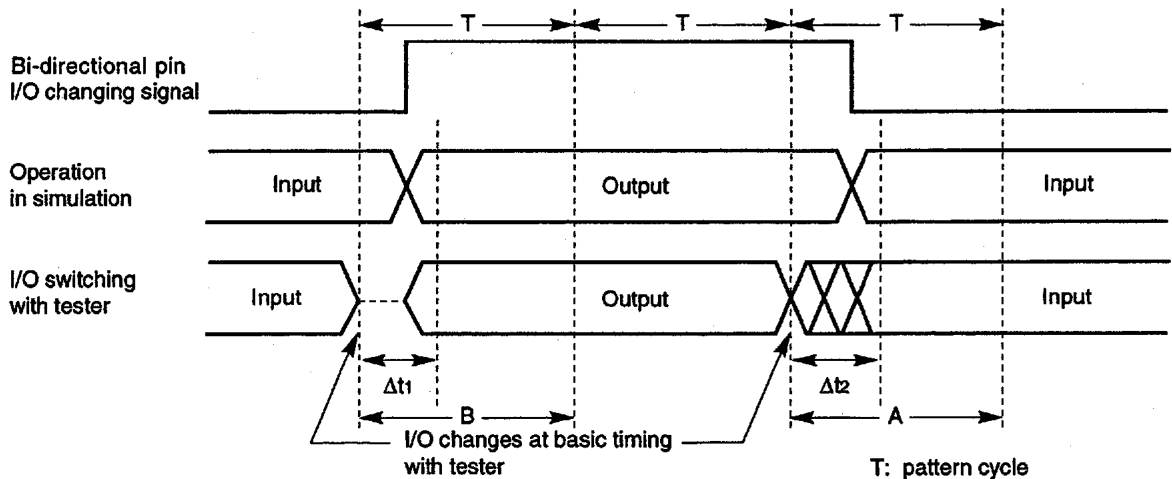 T T T
Bi-directional pin
I/O changing signal
Operation
in simulation
Input Output Input
I/O switching
with tester
Input Output Input
Δt1 Δt2
B A
I/O changes at basic timing
with tester
T: pattern cycle